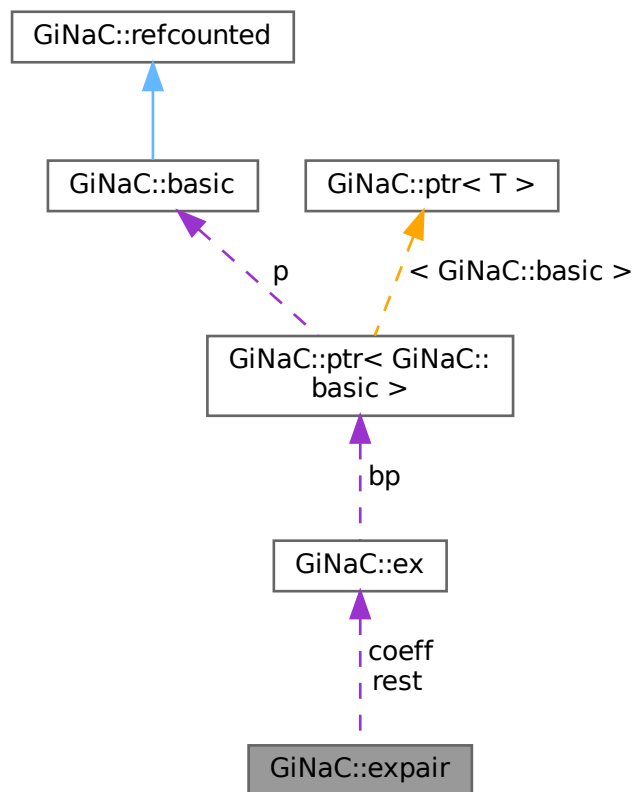 GiNaC::refcounted
GiNaC::basic
GiNaC::ptr< T >
p
< GiNaC::basic >
GiNaC::ptr< GiNaC::
basic >
bp
GiNaC::ex
coeff
rest
GiNaC::expair